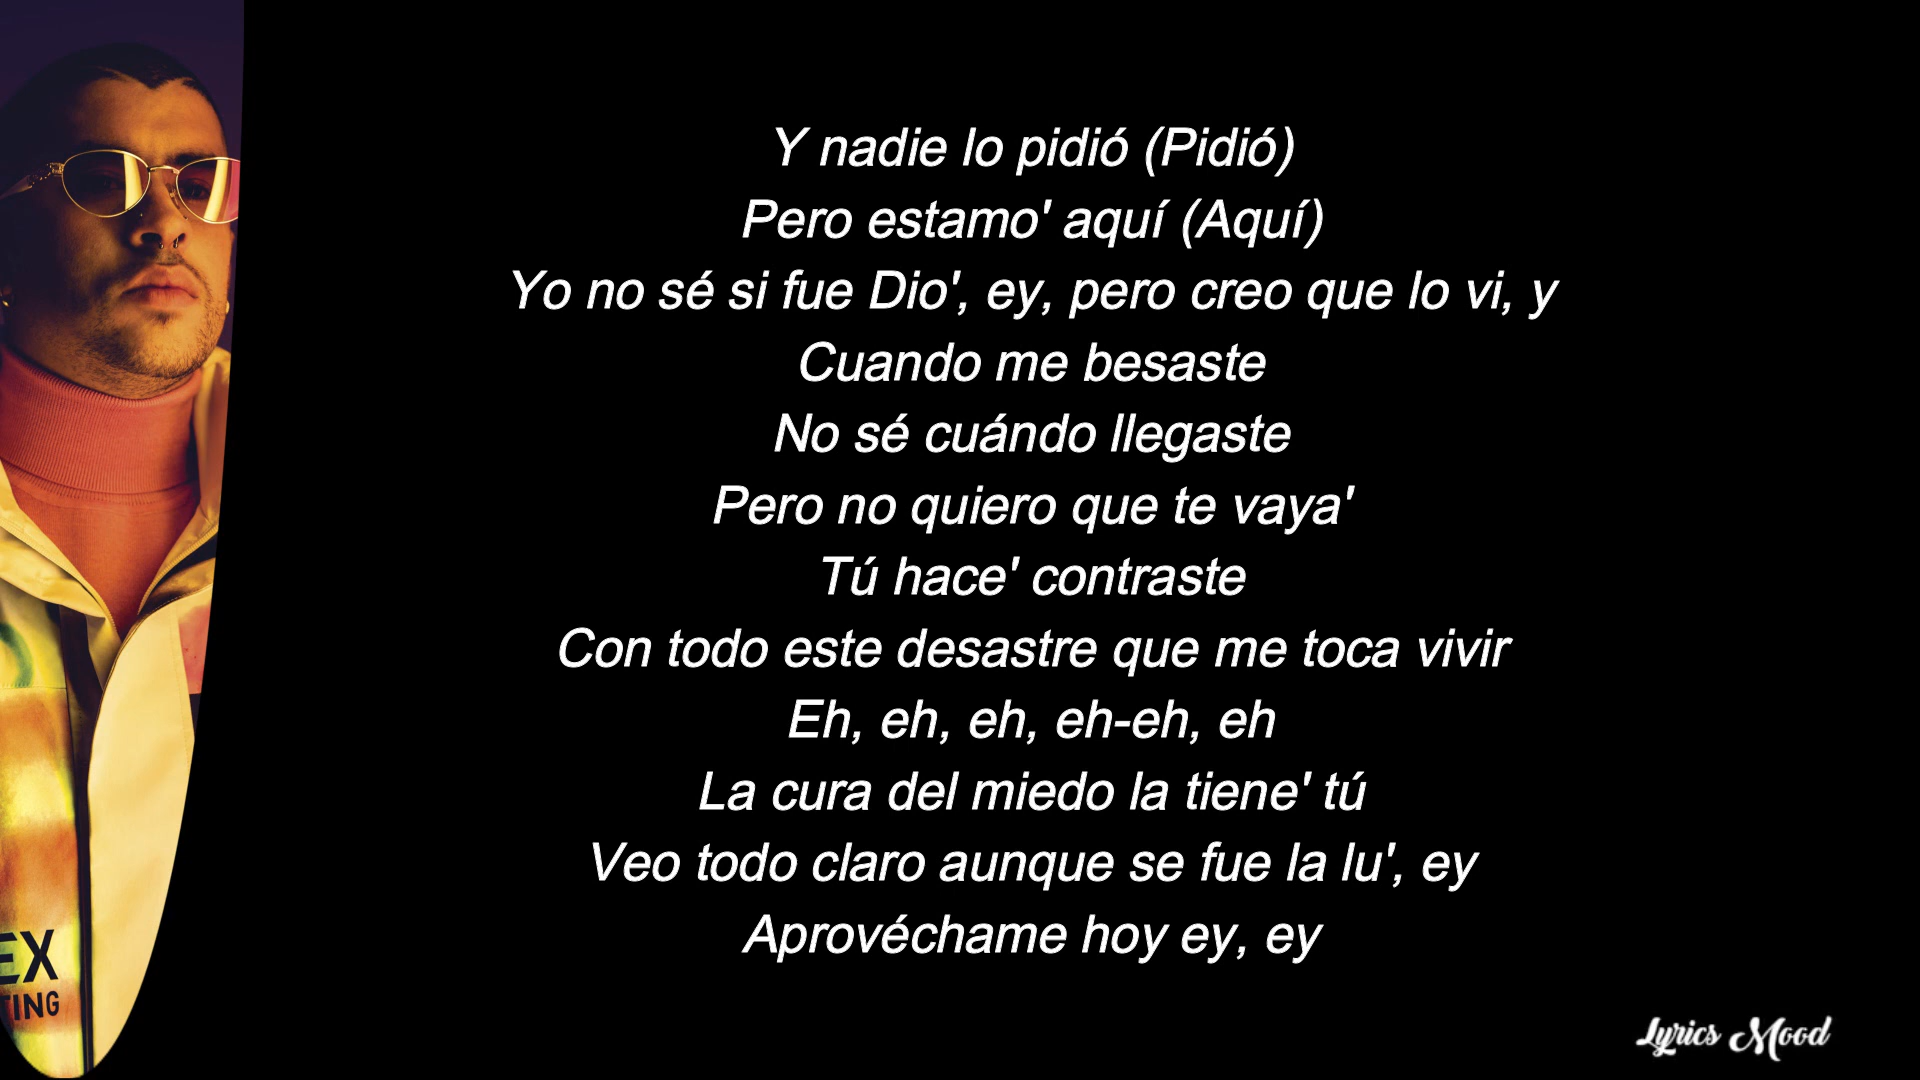 Y nadie lo pidió (Pidió)
Pero estamo' aquí (Aquí)
Yo no sé si fue Dio', ey, pero creo que lo vi, y
Cuando me besaste
No sé cuándo llegaste
Pero no quiero que te vaya'
Tú hace' contraste
Con todo este desastre que me toca vivir
Eh, eh, eh, eh-eh, eh
La cura del miedo la tiene' tú
Veo todo claro aunque se fue la lu', ey
Aprovéchame hoy ey, ey
EX
TING
Lyrics Mood